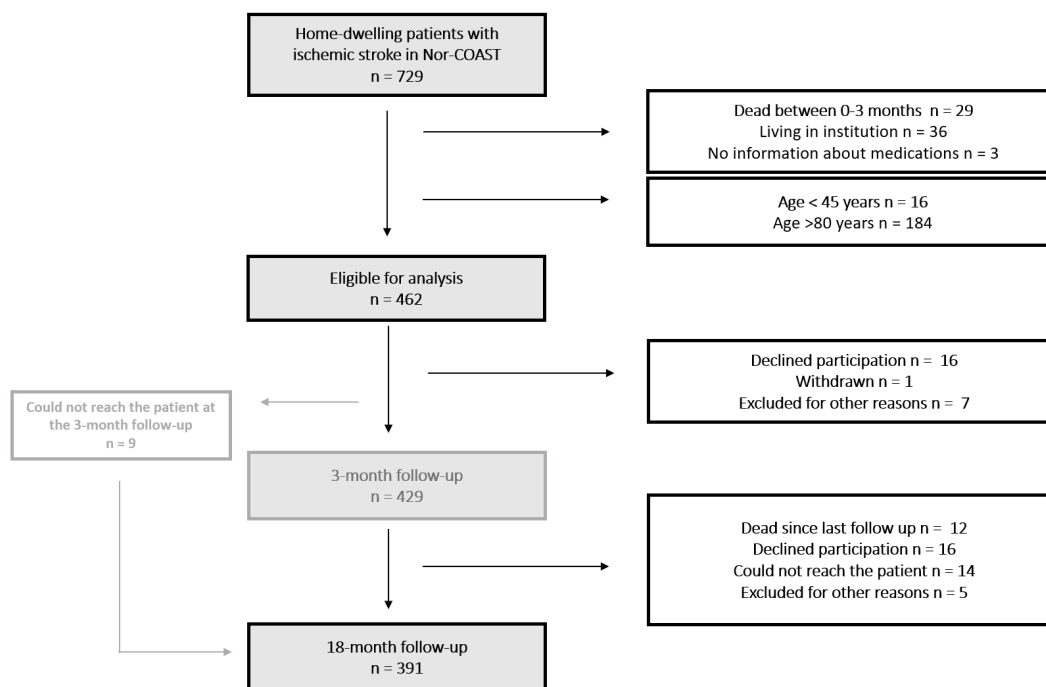 Home-dwelling patients with
ischemic stroke in Nor-COAST
n = 729
Dead between 0-3 months n = 29
Living in institution n = 36
No information about medications n = 3
Age < 45 years n = 16
Age >80 years n = 184
Eligible for analysis
n = 462
Declined participation n = 16
Withdrawn n = 1
Excluded for other reasons n = 7
Could not reach the patient at
the 3-month follow-up
n = 9
3-month follow-up
n = 429
Dead since last follow up n = 12
Declined participation n = 16
Could not reach the patient n = 14
Excluded for other reasons n = 5
18-month follow-up
n = 391